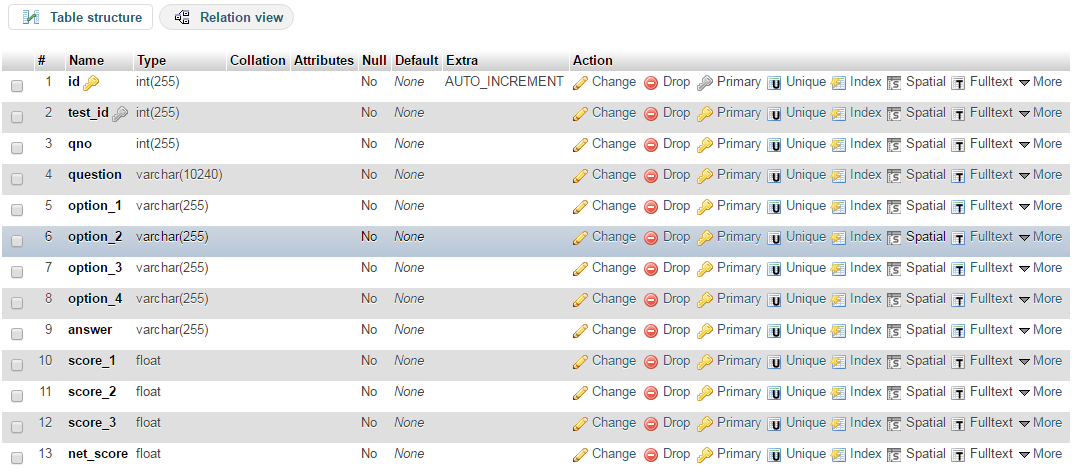 Table structure Relation view
# Name Type Collation Attributes Null Default Extra Action
1 id int(255) No None AUTO_INCREMENT Change Drop Primary Unique Index Spatial Fulltext More
2 test_id int(255) No None Change Drop Primary Unique Index Spatial Fulltext More
3 qno int(255) No None Change Drop Primary Unique Index Spatial Fulltext More
4 question varchar(10240) No None Change Drop Primary Unique Index Spatial Fulltext More
5 option_1 varchar(255) No None Change Drop Primary Unique Index Spatial Fulltext More
6 option_2 varchar(255) No None Change Drop Primary Unique Index Spatial Fulltext More
7 option_3 varchar(255) No None Change Drop Primary Unique Index Spatial Fulltext More
8 option_4 varchar(255) No None Change Drop Primary Unique Index Spatial Fulltext More
9 answer varchar(255) No None Change Drop Primary Unique Index Spatial Fulltext More
10 score_1 float No None Change Drop Primary Unique Index Spatial Fulltext More
11 score_2 float No None Change Drop Primary Unique Index Spatial Fulltext More
12 score_3 float No None Change Drop Primary Unique Index Spatial Fulltext More
13 net_score float No None Change Drop Primary Unique Index Spatial Fulltext More